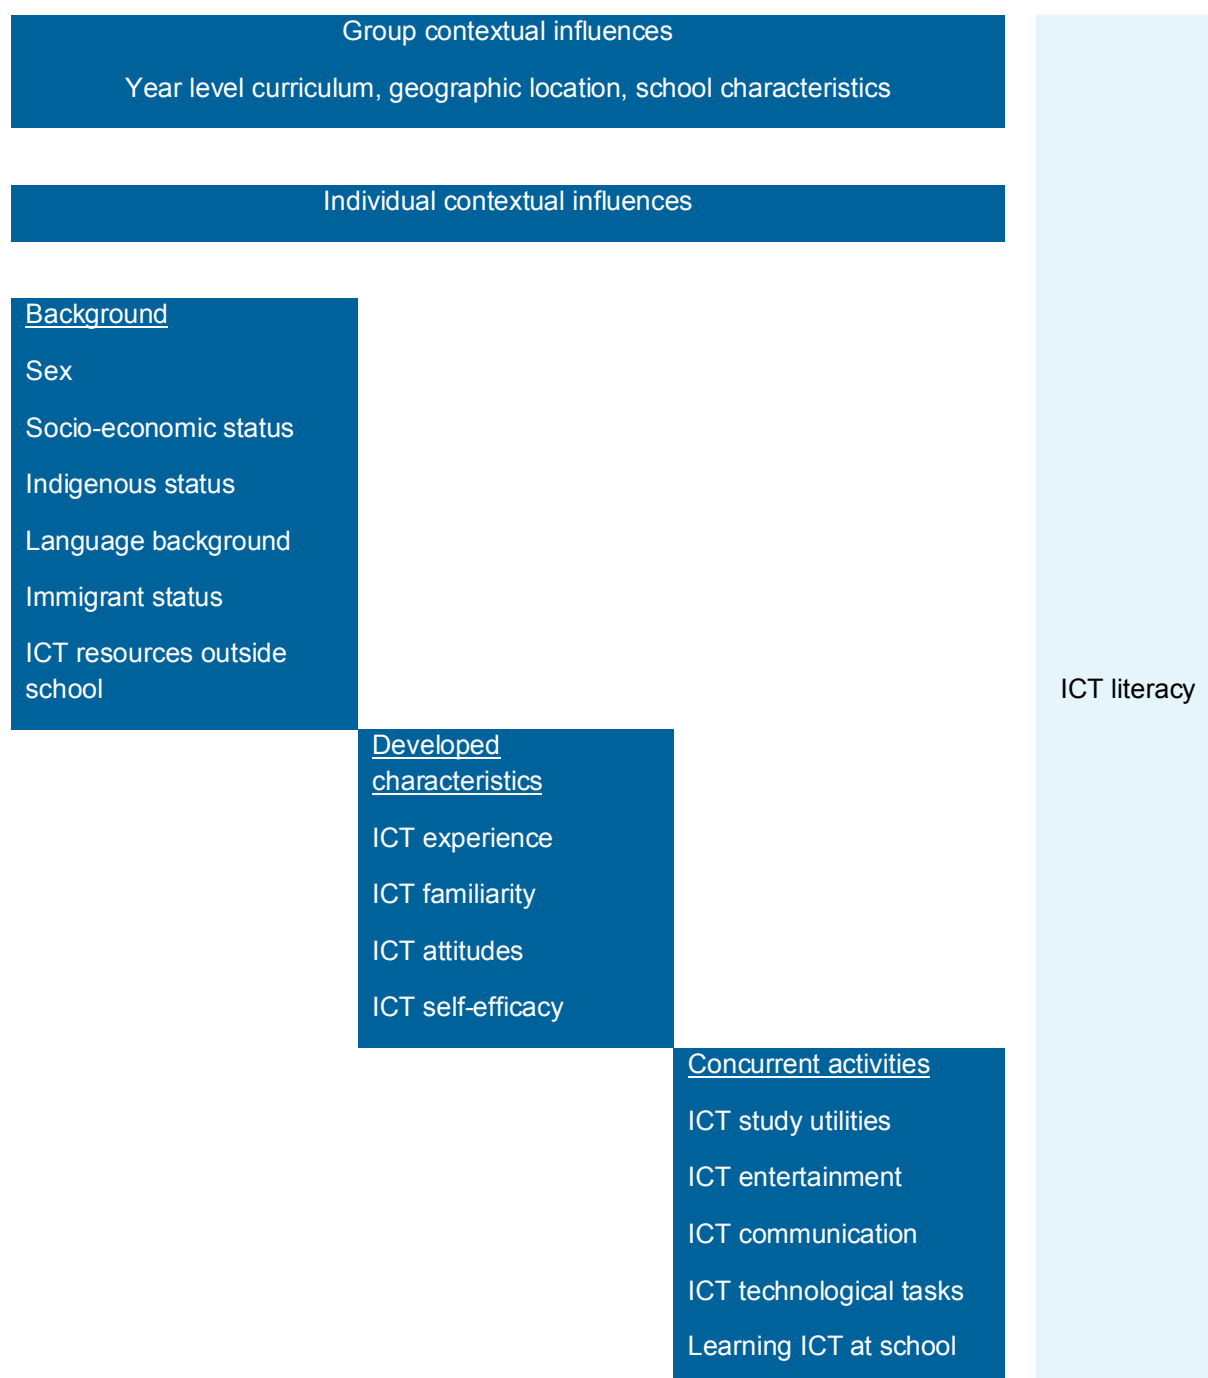 Group contextual influences
Year level curriculum, geographic location, school characteristics
Individual contextual influences
Background
Sex
Socio-economic status
Indigenous status
Language background
Immigrant status
ICT resources outside
school
ICT literacy
Developed
characteristics
ICT experience
ICT familiarity
ICT attitudes
ICT self-efficacy
Concurrent activities
ICT study utilities
ICT entertainment
ICT communication
ICT technological tasks
Learning ICT at school